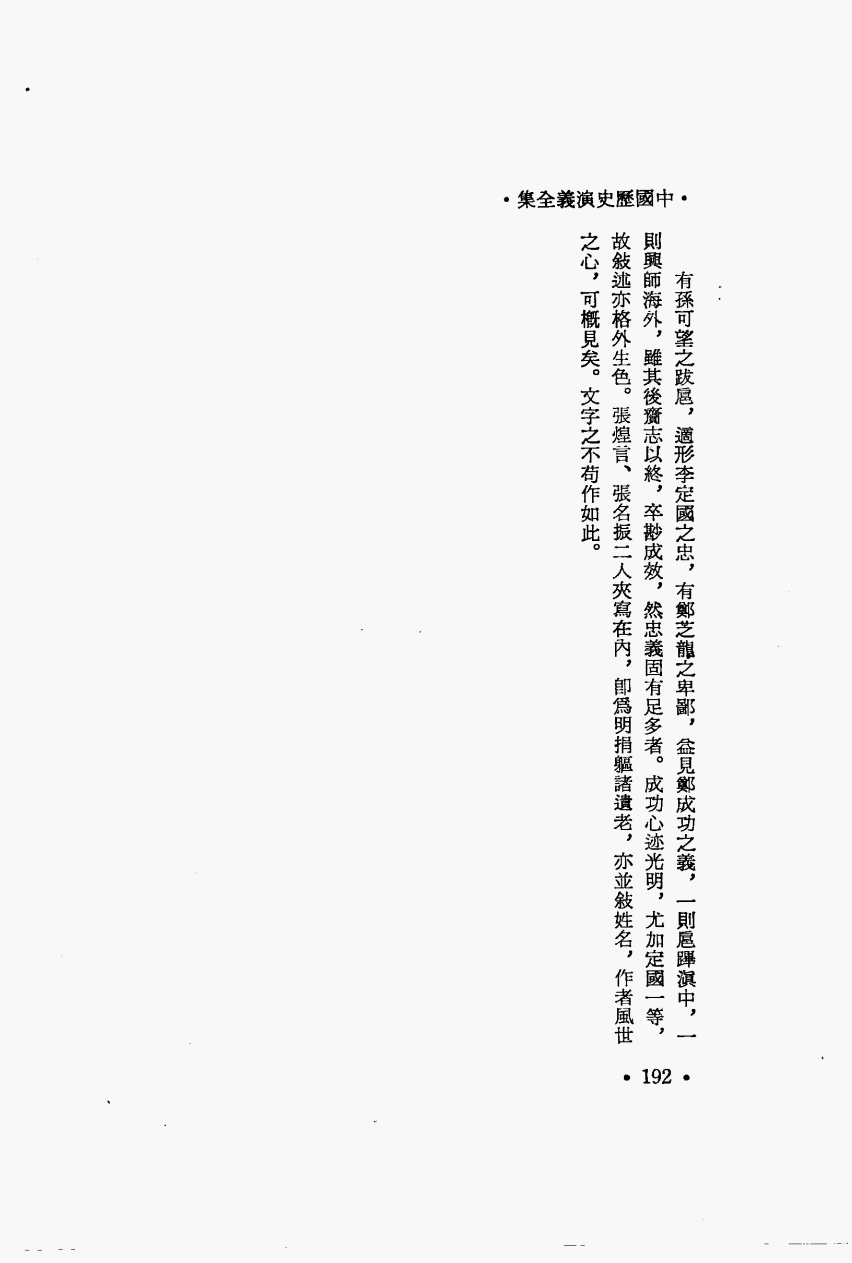 ·中國歷史演義全集·
有孫可望之跋扈，適形李定國之忠，有鄭芝龍之卑鄙，益見鄭成功之義，一則扈蹕滇中，一
則興師海外，雖其後齎志以終，卒尠成效，然忠義固有足多者。成功心迹光明，尤加定國一等，
故敍述亦格外生色。張煌言、張名振二人夾寫在內，卽爲明捐軀諸遺老，亦並敍姓名，作者風世
之心，可槪見矣。文字之不苟作如此。
·192·